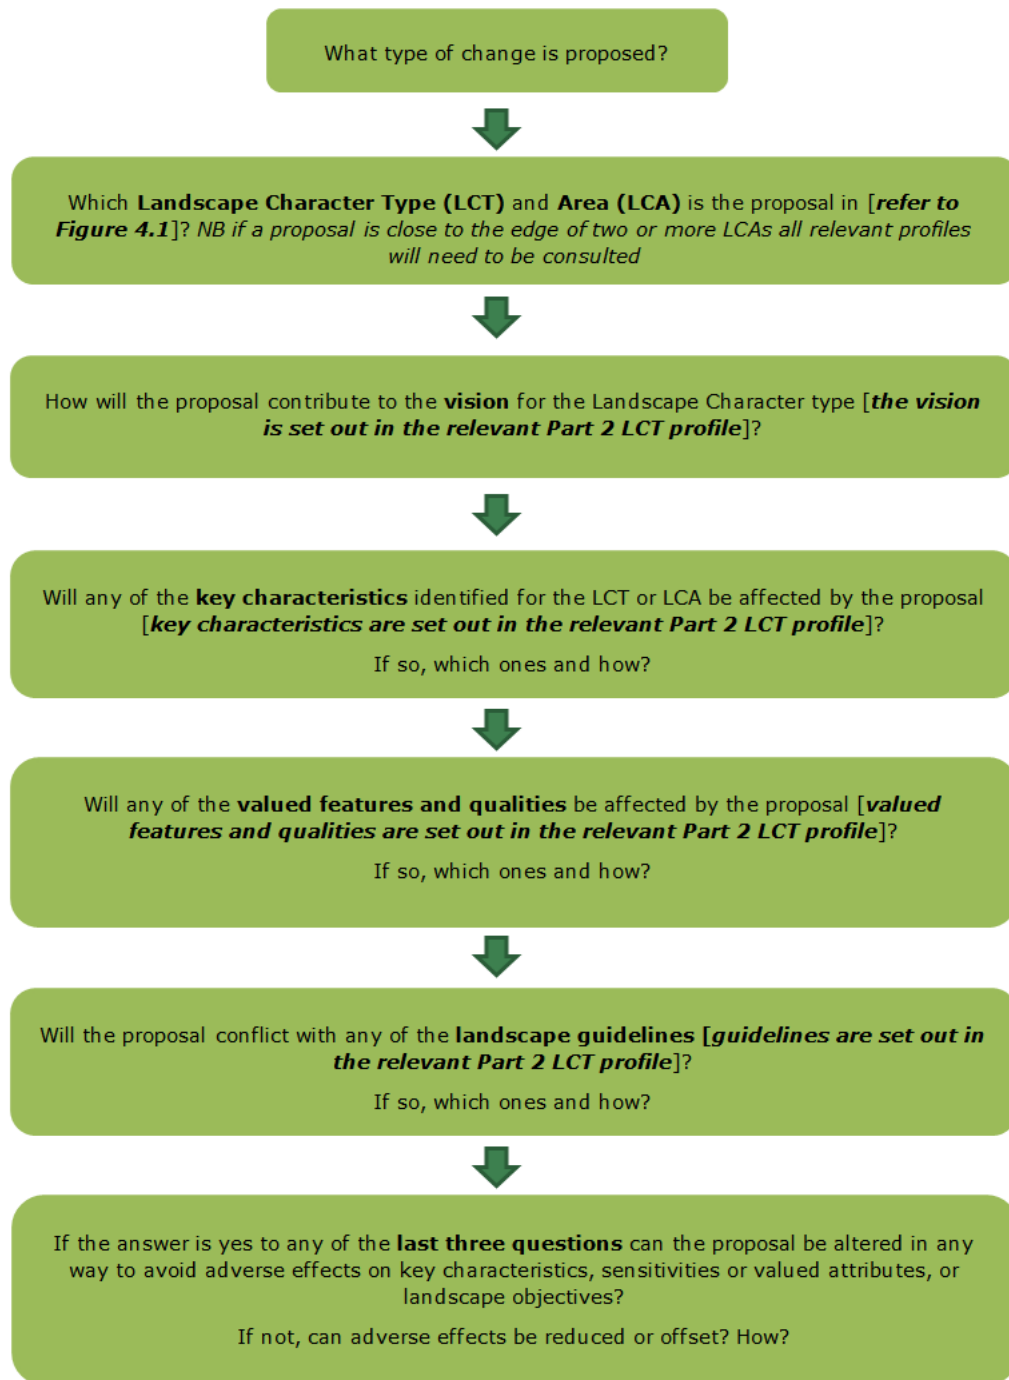 What type of change is proposed?
Which Landscape Character Type (LCT) and Area (LCA) is the proposal in [refer to
Figure 4.1]? NB if a proposal is close to the edge of two or more LCAs all relevant profiles
will need to be consulted
How will the proposal contribute to the vision for the Landscape Character type [the vision
is set out in the relevant Part 2 LCT profile]?
Will any of the key characteristics identified for the LCT or LCA be affected by the proposal
[key characteristics are set out in the relevant Part 2 LCT profile]?
If so, which ones and how?
Will any of the valued features and qualities be affected by the proposal [valued
features and qualities are set out in the relevant Part 2 LCT profile]?
If so, which ones and how?
Will the proposal conflict with any of the landscape guidelines [guidelines are set out in
the relevant Part 2 LCT profile]?
If so, which ones and how?
If the answer is yes to any of the last three questions can the proposal be altered in any
way to avoid adverse effects on key characteristics, sensitivities or valued attributes, or
landscape objectives?
If not, can adverse effects be reduced or offset? How?